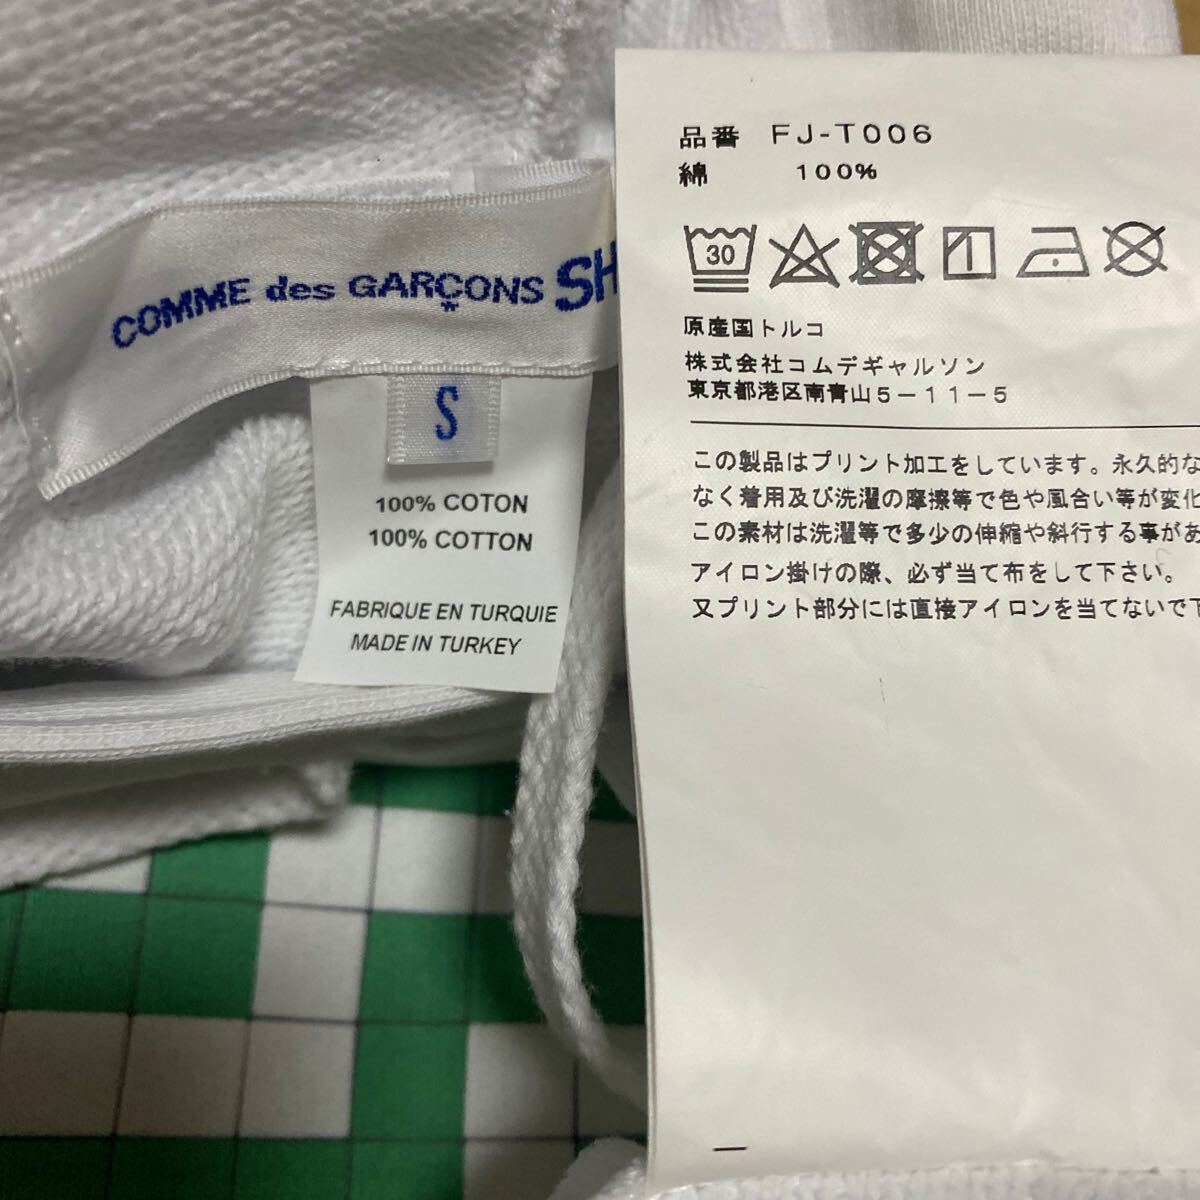 COMME des GARÇONS SH
*
S
100% COTON
100% COTTON
FABRIQUE EN TURQUIE
MADE IN TURKEY
品番 FJ-T006
綿 100%
30
原産国トルコ
株式会社コムデギャルソン
東京都港区南青山5-11-5
この製品はプリント加工をしています。永久的な
なく着用及び洗濯の摩擦等で色や風合い等が変化
この素材は洗濯等で多少の伸縮や斜行する事があ
アイロン掛けの際、必ず当て布をして下さい。
又プリント部分には直接アイロンを当てないで下